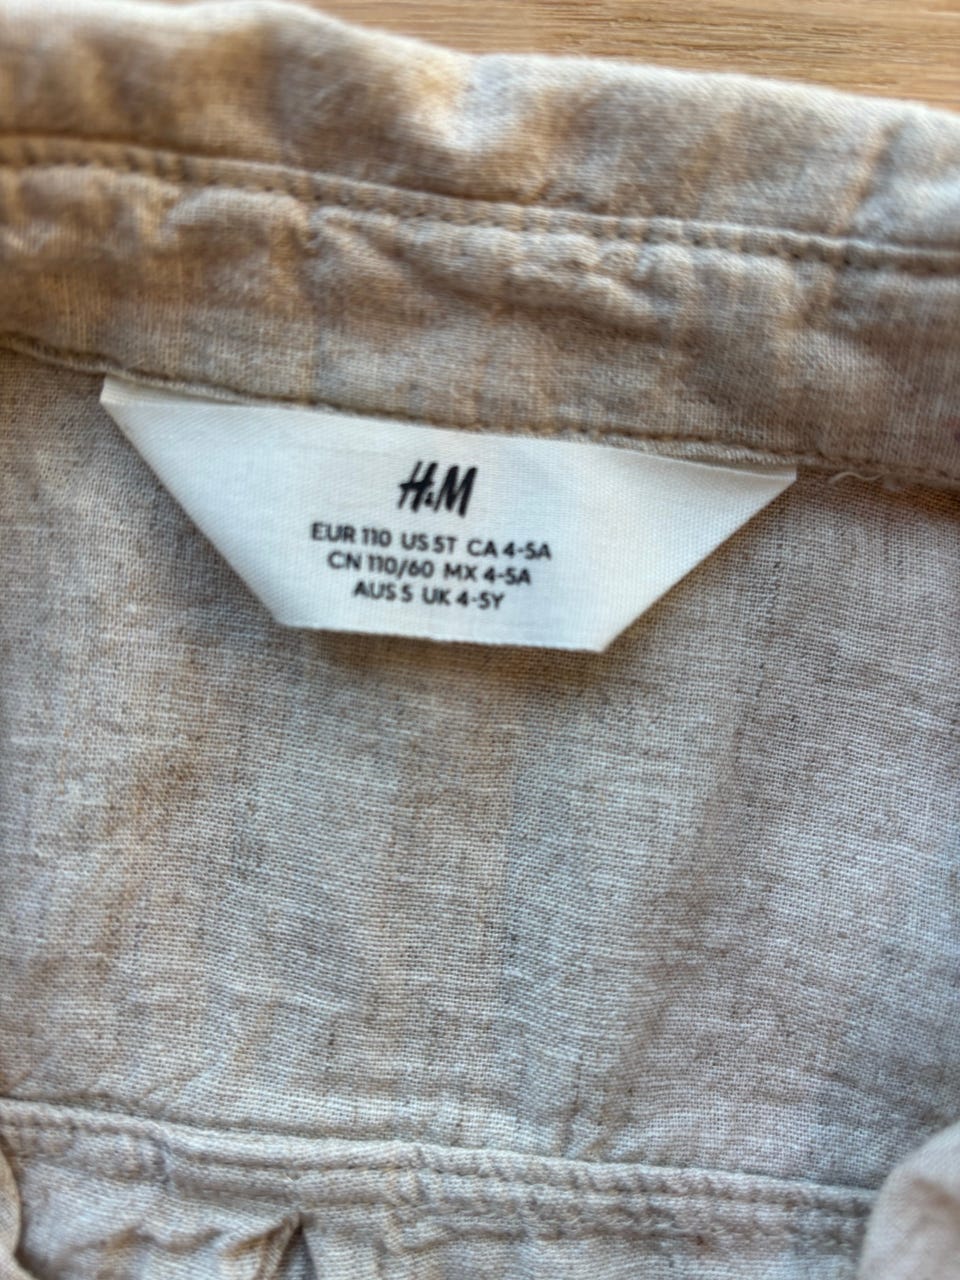 H&M
EUR 110 US 5T CA 4-5A
CN 110/60 MX 4-5A
AUS 5 UK 4-5Y